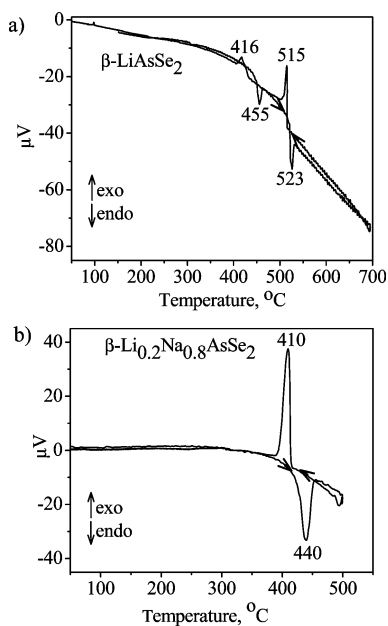 a)
β-LiAsSe2
0
-20
-40
-60
-80
μV
416
515
455
523
exo
endo
100 200 300 400 500 600 700
Temperature, °C
b)
β-Li0.2Na0.8AsSe2
40
20
0
-20
-40
μV
410
440
exo
endo
100 200 300 400 500
Temperature, °C